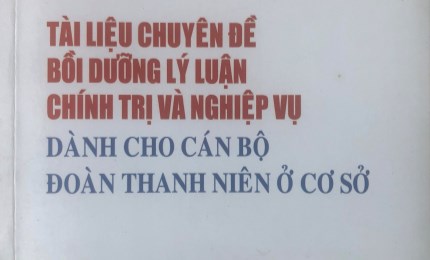 TÀI LIỆU CHUYÊN ĐỀ
BỒI DƯỠNG LÝ LUẬN
CHÍNH TRỊ VÀ NGHIỆP VỤ
DÀNH CHO CÁN BỘ
ĐOÀN THANH NIÊN Ở CƠ SỞ